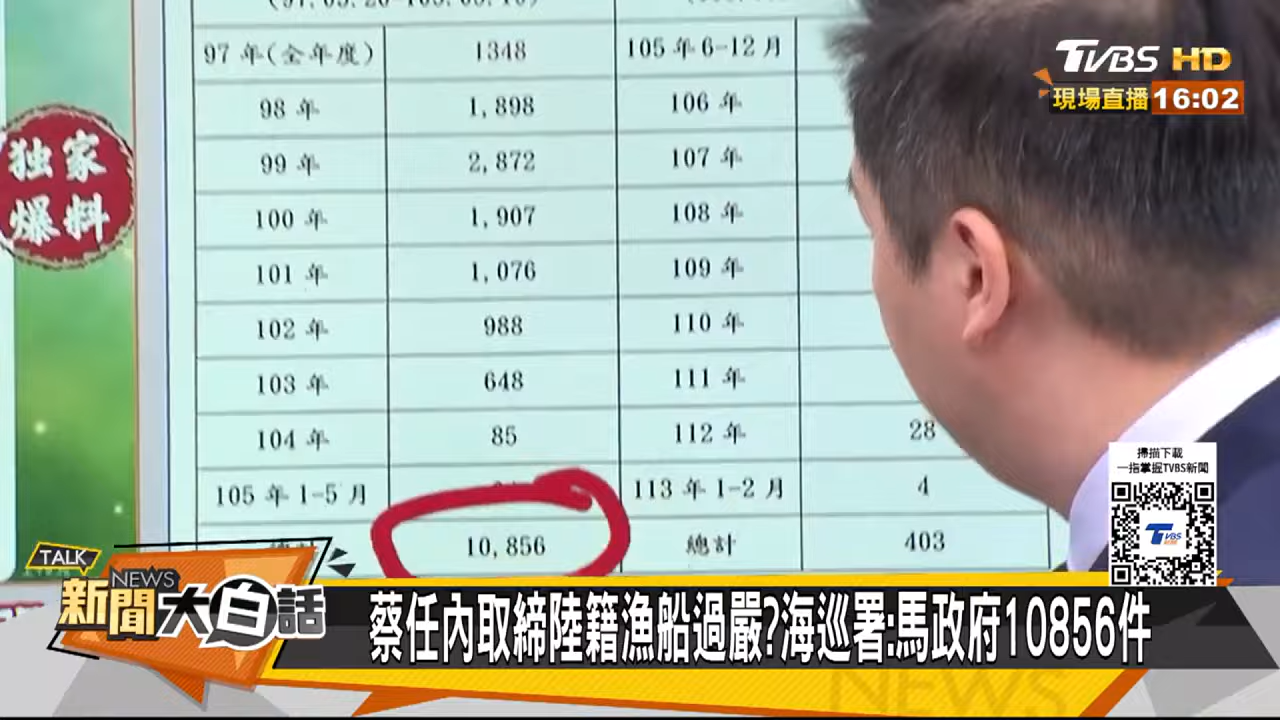 (97.05.20-105.05.19)
97年(全年度) 1348 105年6-12月
98年 1,898 106年
99年 2,872 107年
100年 1,907 108年
101年 1,076 109年
102年 988 110年
103年 648 111年
104年 85 112年 28
105年1-5月 113年1-2月 4
10,856 總計 403
独家
爆料
TVBS HD
現場直播 16:02
掃描下載
一指掌握TVBS新聞
TVBS
TALK
NEWS
新聞大白話
蔡任內取締陸籍漁船過嚴?海巡署:馬政府10856件
NEWS